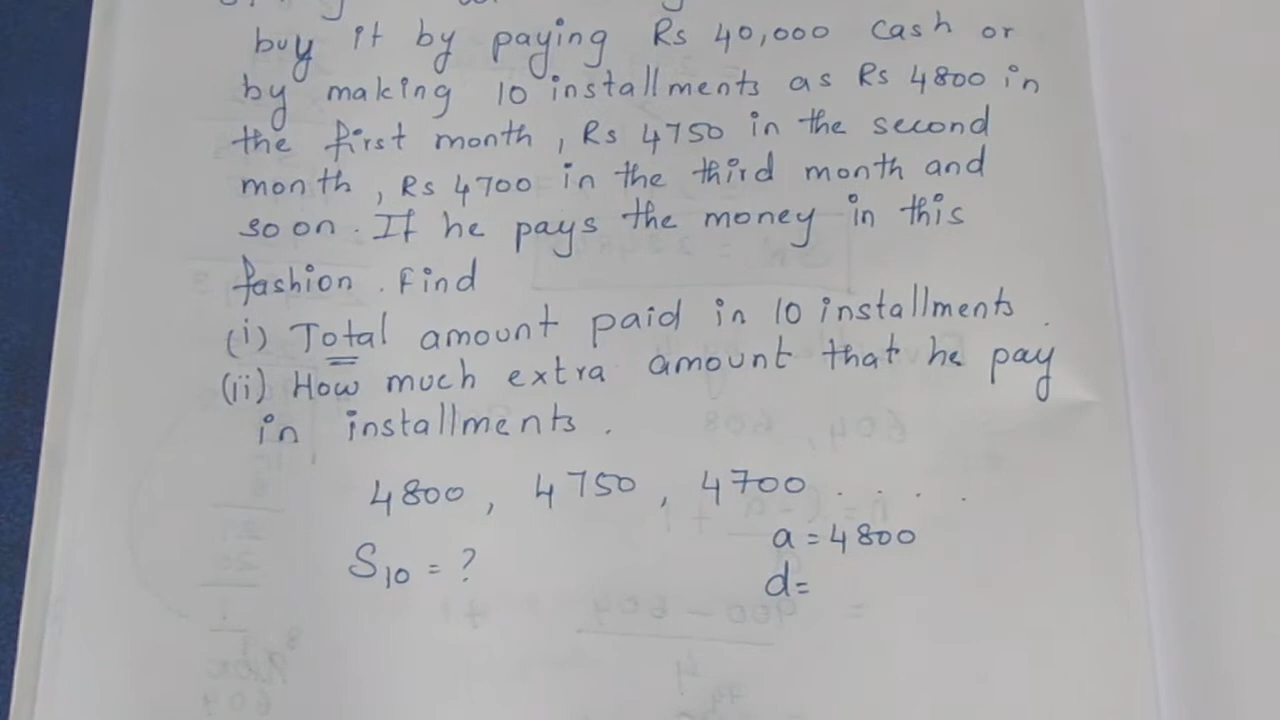 buy it by paying Rs 40,000 cash or
by making 10 installments as Rs 4800 in
the first month, Rs 4750 in the second
month, Rs 4700 in the third month and
so on. If he pays the money in this
fashion. Find
(i) Total amount paid in 10 installments.
(ii) How much extra amount that he pay
in installments.
4800, 4750, 4700 . . . .
a = 4800
S10 = ?
d =